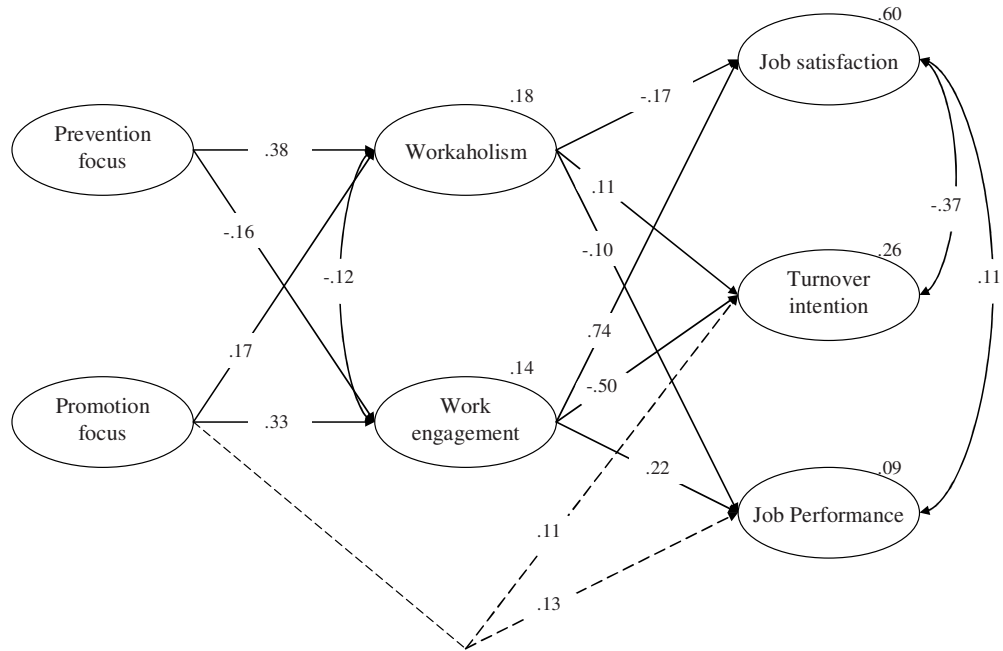 .60
Job satisfaction
.18
-.17
Prevention
focus
.38
Workaholism
.11
-.37
-.16
-.10
.26
Turnover
intention
-.12
.11
.74
.17
.14
-.50
Promotion
focus
.33
Work
engagement
.22
.09
Job Performance
.11
.13